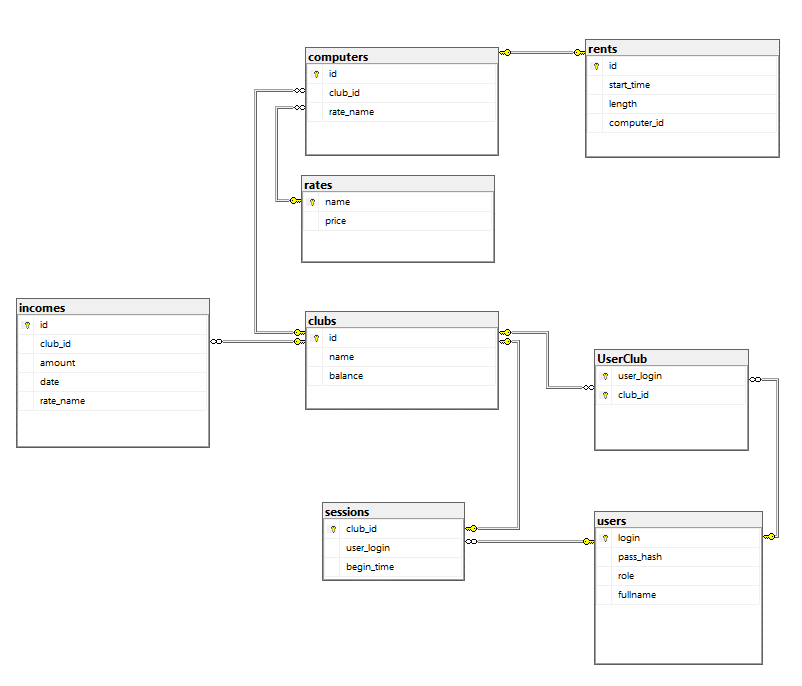 computers
id
club_id
rate_name
rents
id
start_time
length
computer_id
rates
name
price
incomes
id
club_id
amount
date
rate_name
clubs
id
name
balance
UserClub
user_login
club_id
sessions
club_id
user_login
begin_time
users
login
pass_hash
role
fullname